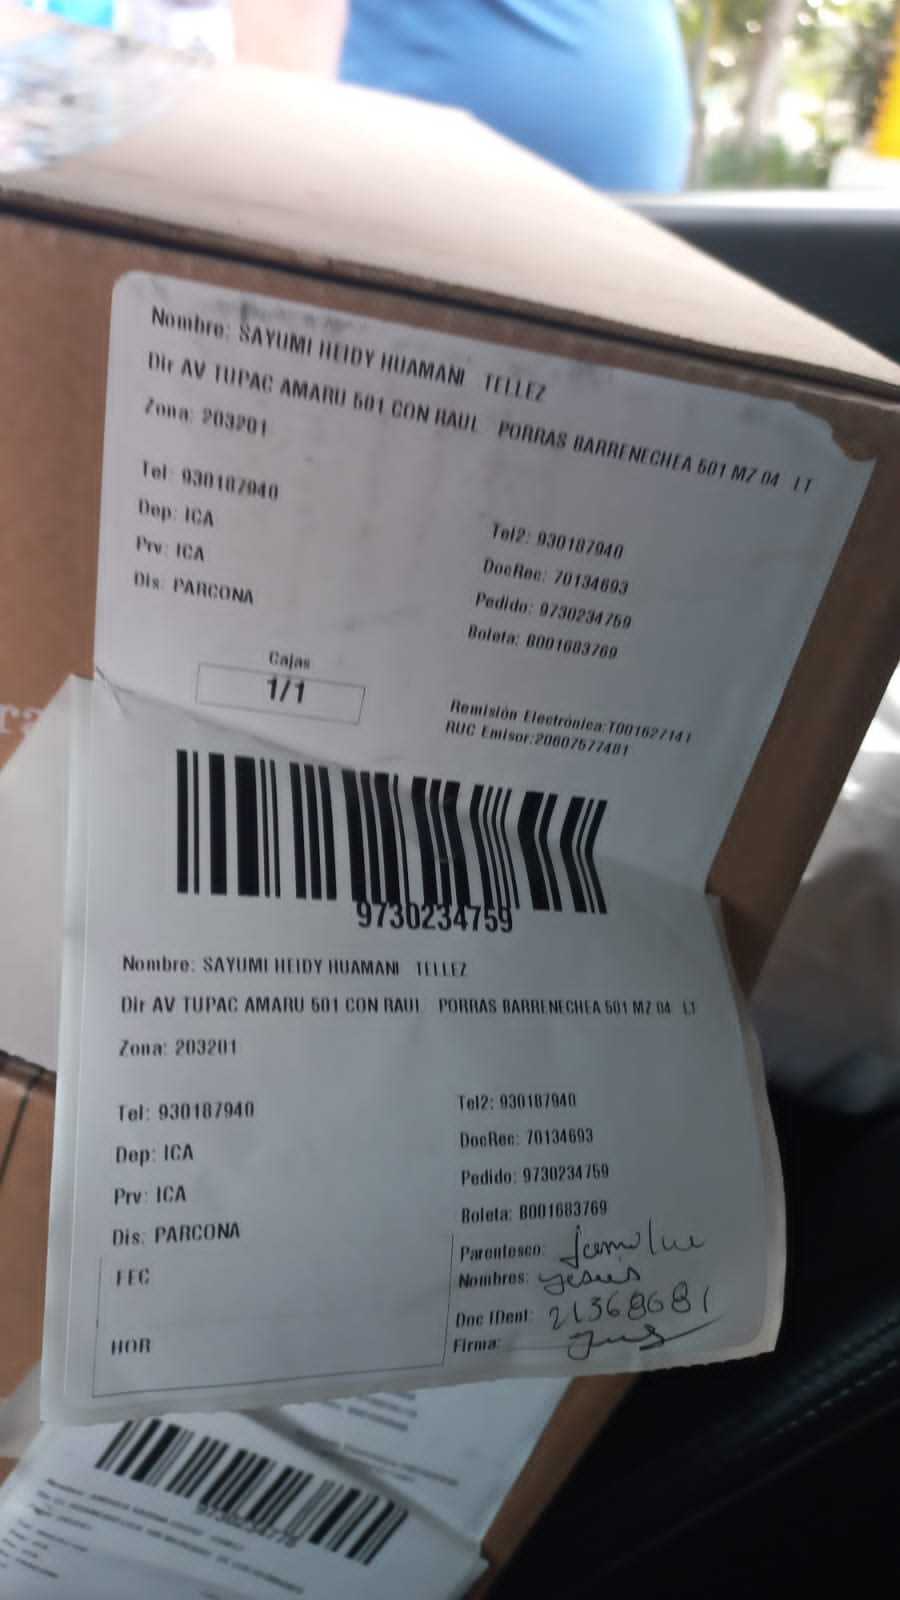 Nombre: SAYUMI HEIDY HUAMANI TELLEZ
Dir AV TUPAC AMARU 501 CON RAUL PORRAS BARRENECHEA 501 MZ 04 LT
Zona: 203201
Tel: 930187940
Dep: ICA
Prv: ICA
Dis: PARCONA
Tel2: 930187940
DocRec: 70134693
Pedido: 9730234759
Boleta: B001683769
Cajas
1/1
Remisión Electrónica:T001627141
RUC Emisor:20607577481
9730234759
Nombre: SAYUMI HEIDY HUAMANI TELLEZ
Dir AV TUPAC AMARU 501 CON RAUL PORRAS BARRENECHEA 501 MZ 04 LT
Zona: 203201
Tel: 930187940
Dep: ICA
Prv: ICA
Dis: PARCONA
FEC
HOR
Tel2: 930187940
DocRec: 70134693
Pedido: 9730234759
Boleta: B001683769
Parentesco:
Nombres: Jesus
Doc IDent: 21368681
Firma: